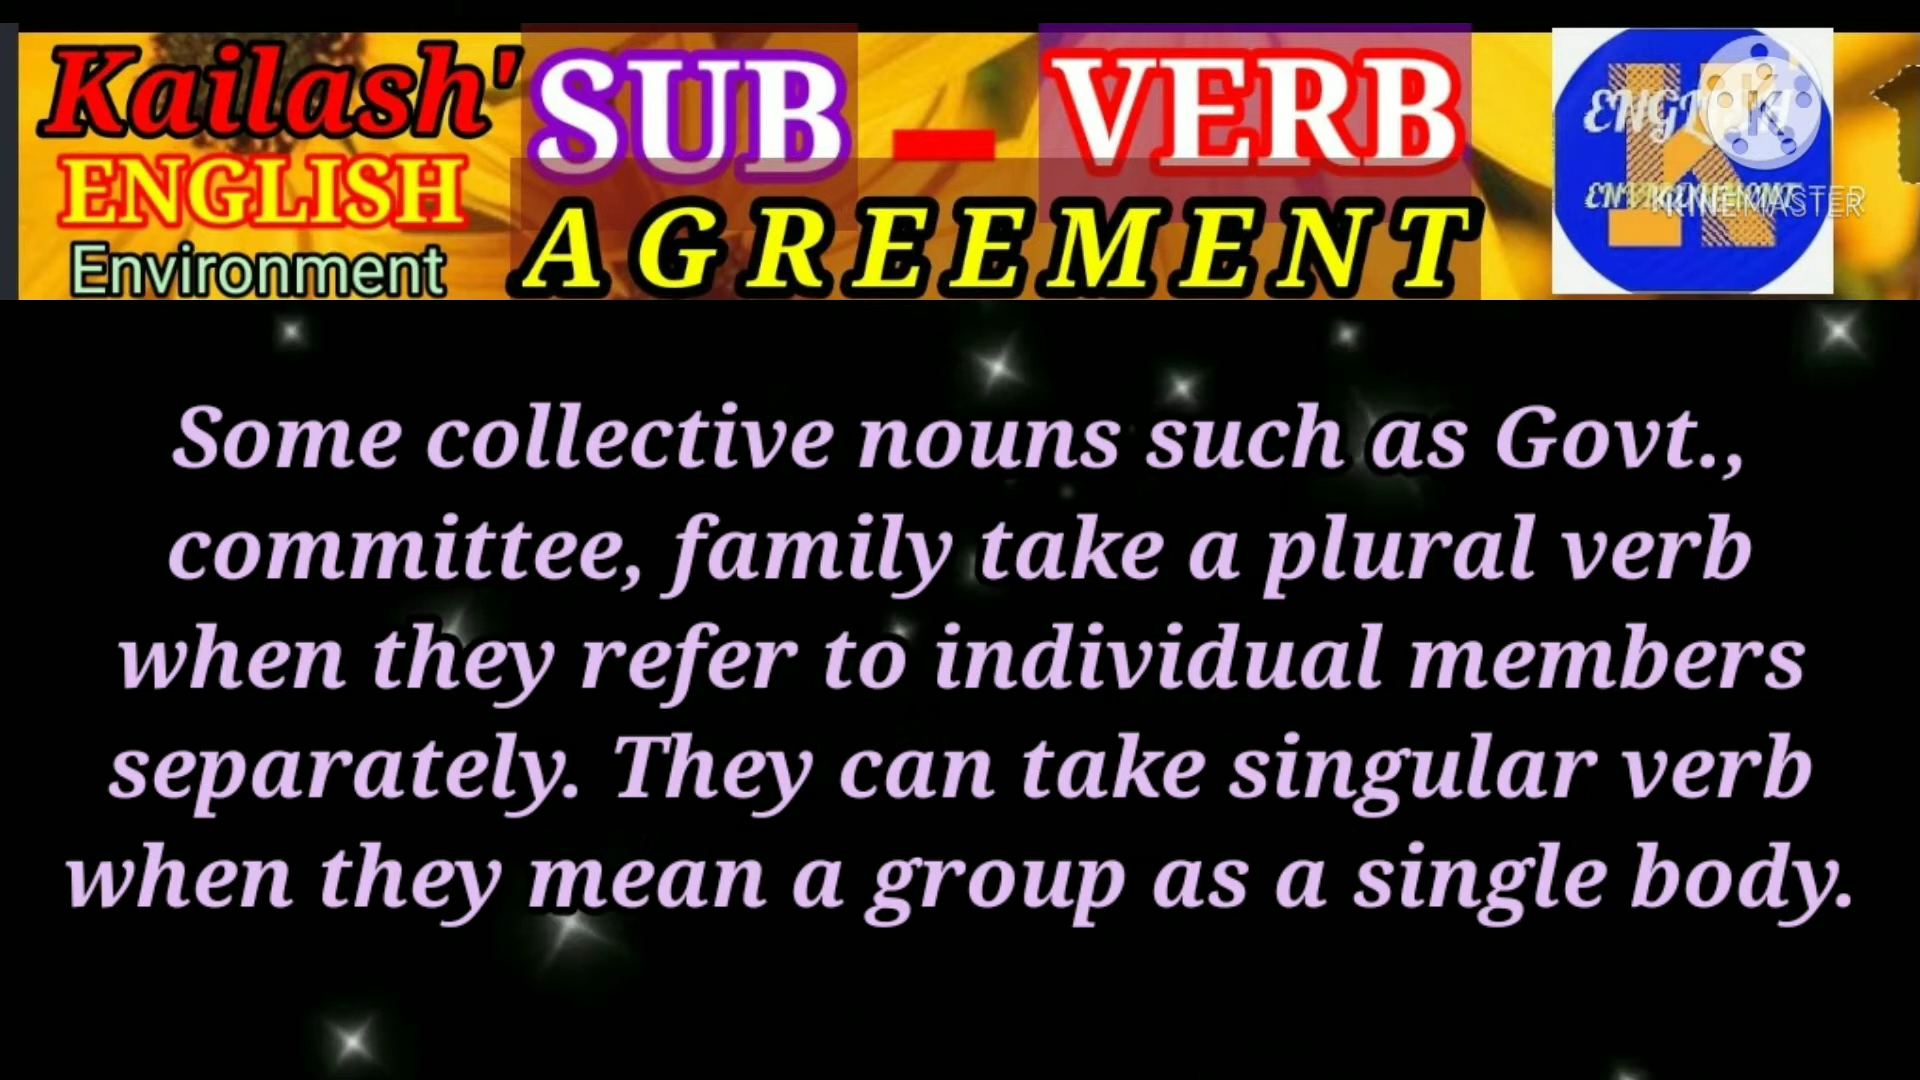 Kailash'
ENGLISH
Environment
SUB - VERB
AGREEMENT
KINEMASTER
Some collective nouns such as Govt.,
committee, family take a plural verb
when they refer to individual members
separately. They can take singular verb
when they mean a group as a single body.